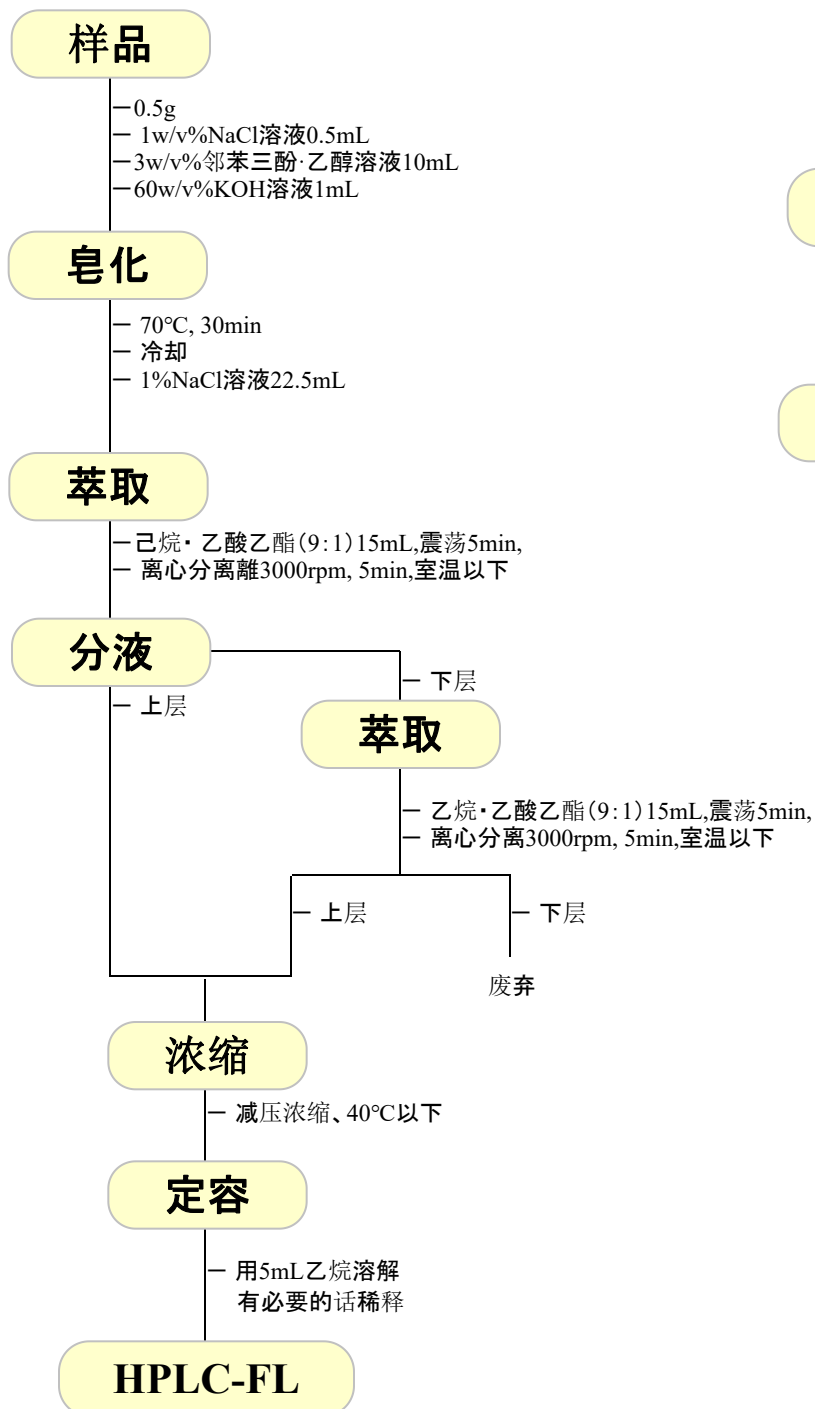 样品
0.5g
1w/v%NaCl溶液0.5mL
3w/v%邻苯三酚·乙醇溶液10mL
60w/v%KOH溶液1mL
皂化
70℃, 30min
冷却
1%NaCl溶液22.5mL
萃取
己烷・乙酸乙酯(9:1)15mL,震荡5min,
离心分离離3000rpm, 5min,室温以下
分液
下层
上层
萃取
乙烷・乙酸乙酯(9:1)15mL,震荡5min,
离心分离3000rpm, 5min,室温以下
上层
下层
废弃
浓缩
减压浓缩、40℃以下
定容
用5mL乙烷溶解
有必要的话稀释
HPLC-FL